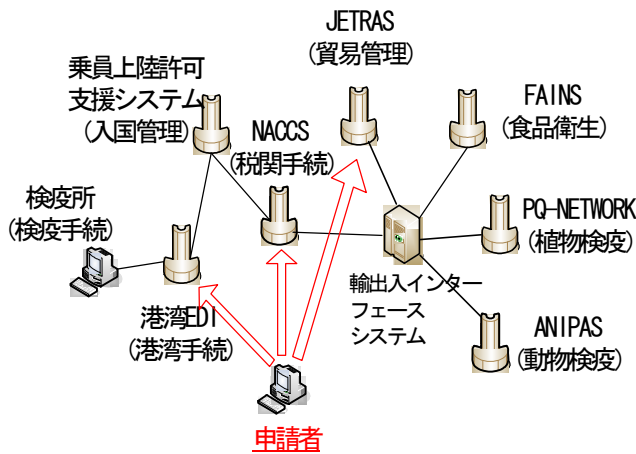 JETRAS
(貿易管理)
乗員上陸許可
支援システム
(入国管理)
NACCS
(税関手続)
FAINS
(食品衛生)
検疫所
(検疫手続)
PQ-NETWORK
(植物検疫)
輸出入インター
フェース
システム
港湾EDI
(港湾手続)
ANIPAS
(動物検疫)
申請者